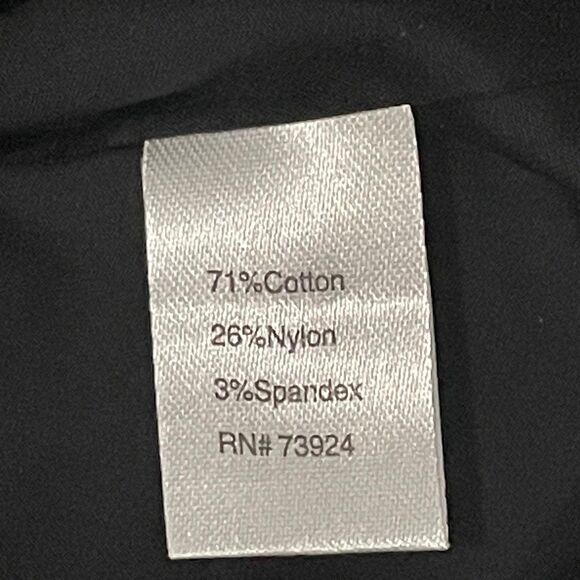 71%Cotton
26%Nylon
3%Spandex
RN# 73924